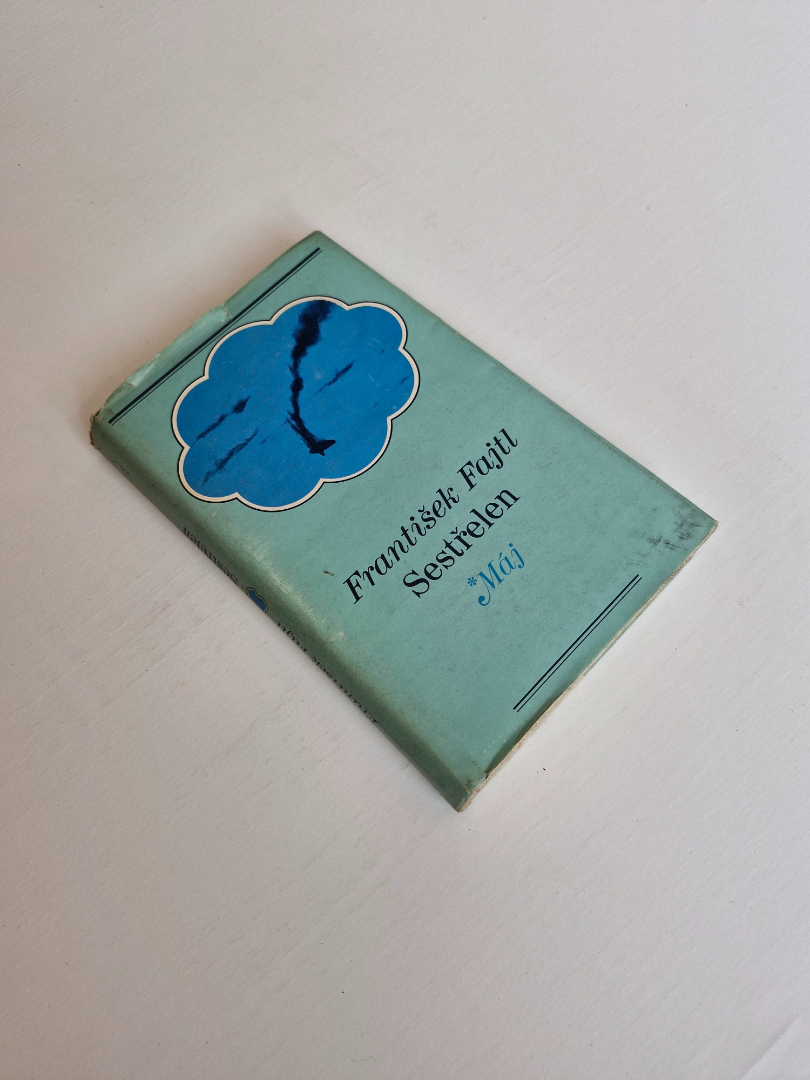 František Fajtl
Sestřelen
*Máj